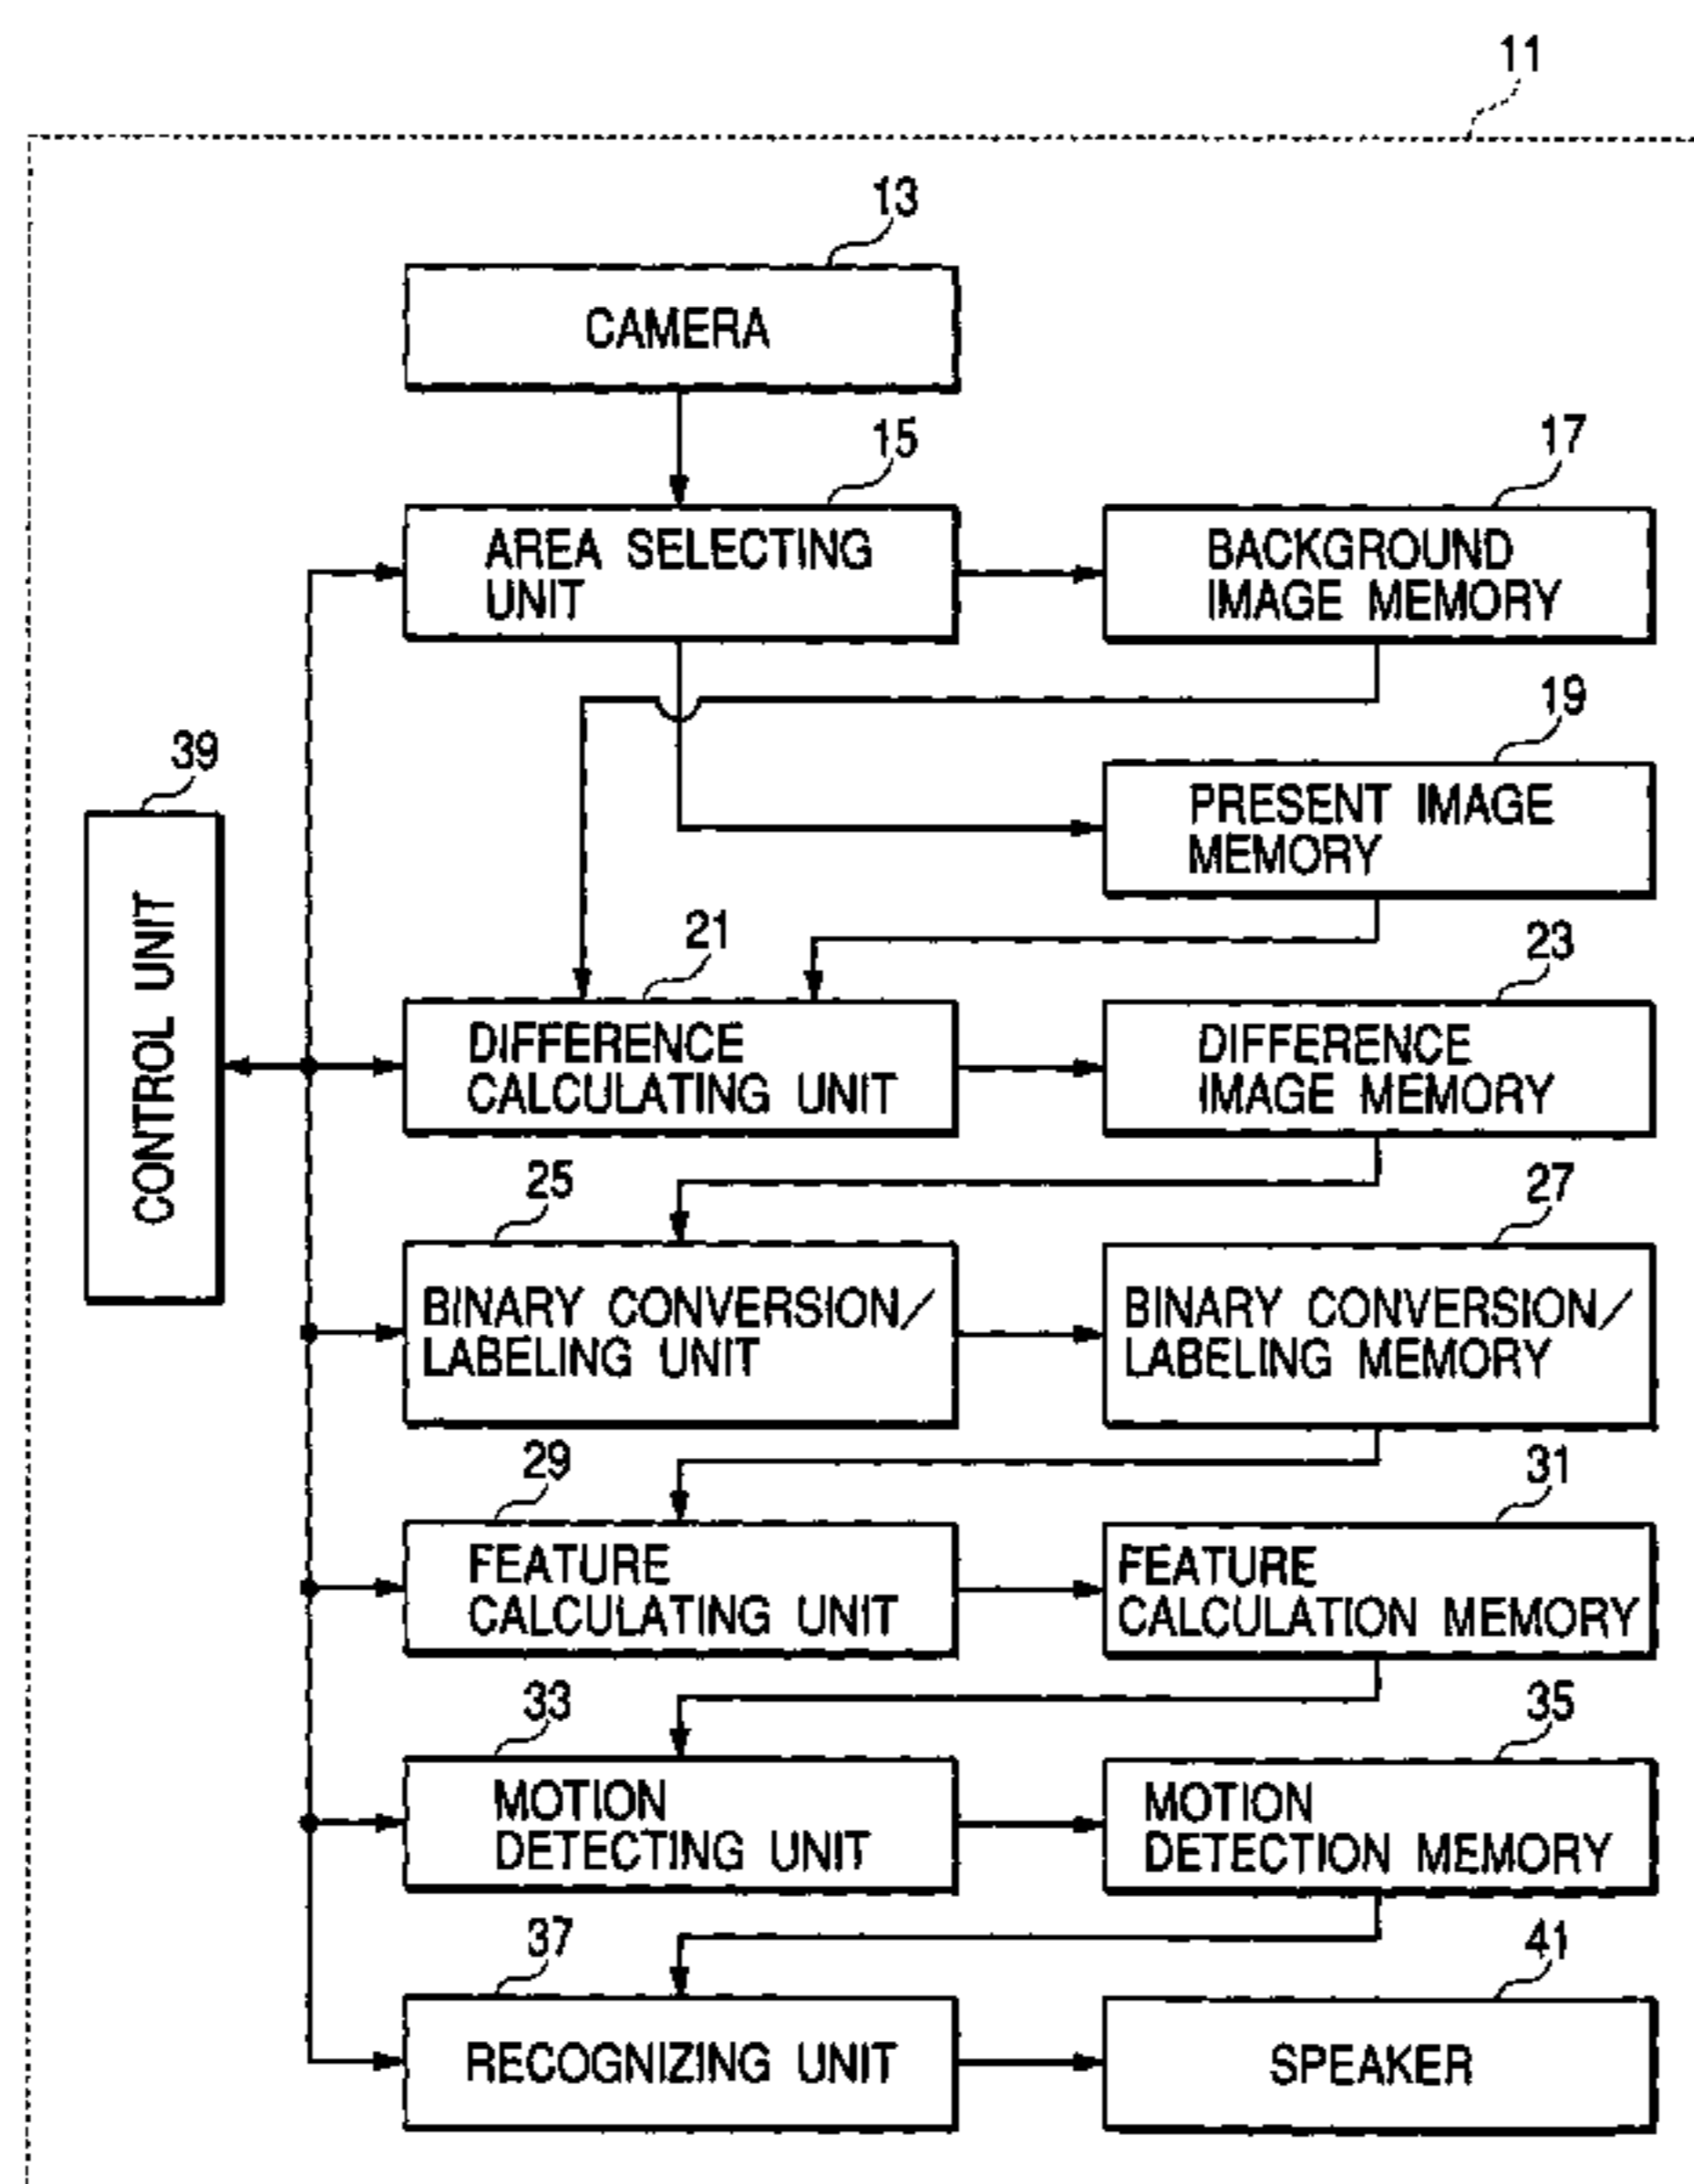 11
13
CAMERA
15
AREA SELECTING
UNIT
17
BACKGROUND
IMAGE MEMORY
19
PRESENT IMAGE
MEMORY
39
CONTROL UNIT
21
DIFFERENCE
CALCULATING UNIT
23
DIFFERENCE
IMAGE MEMORY
25
BINARY CONVERSION/
LABELING UNIT
27
BINARY CONVERSION/
LABELING MEMORY
29
FEATURE
CALCULATING UNIT
31
FEATURE
CALCULATION MEMORY
33
MOTION
DETECTING UNIT
35
MOTION
DETECTION MEMORY
37
RECOGNIZING UNIT
41
SPEAKER